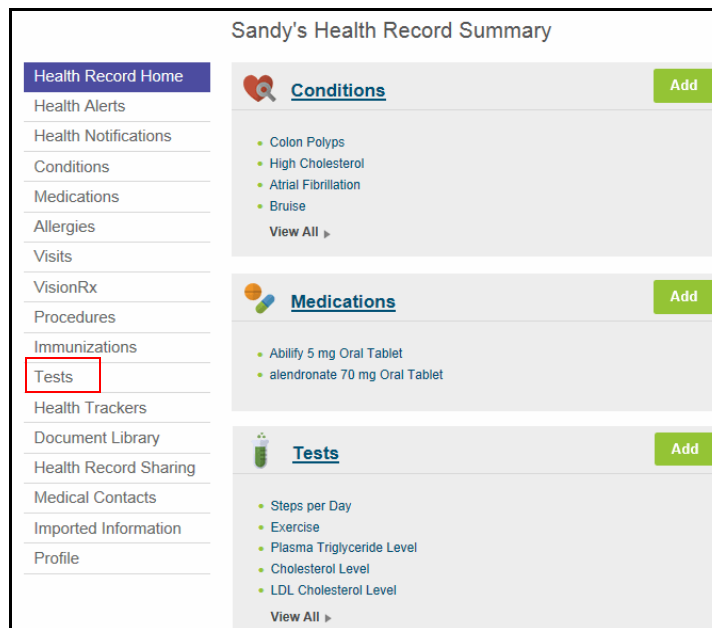 Sandy's Health Record Summary
Health Record Home
Health Alerts
Health Notifications
Conditions
Medications
Allergies
Visits
VisionRx
Procedures
Immunizations
Tests
Health Trackers
Document Library
Health Record Sharing
Medical Contacts
Imported Information
Profile
Conditions
Add
Colon Polyps
High Cholesterol
Atrial Fibrillation
Bruise
View All
Medications
Add
Abilify 5 mg Oral Tablet
alendronate 70 mg Oral Tablet
Tests
Add
Steps per Day
Exercise
Plasma Triglyceride Level
Cholesterol Level
LDL Cholesterol Level
View All